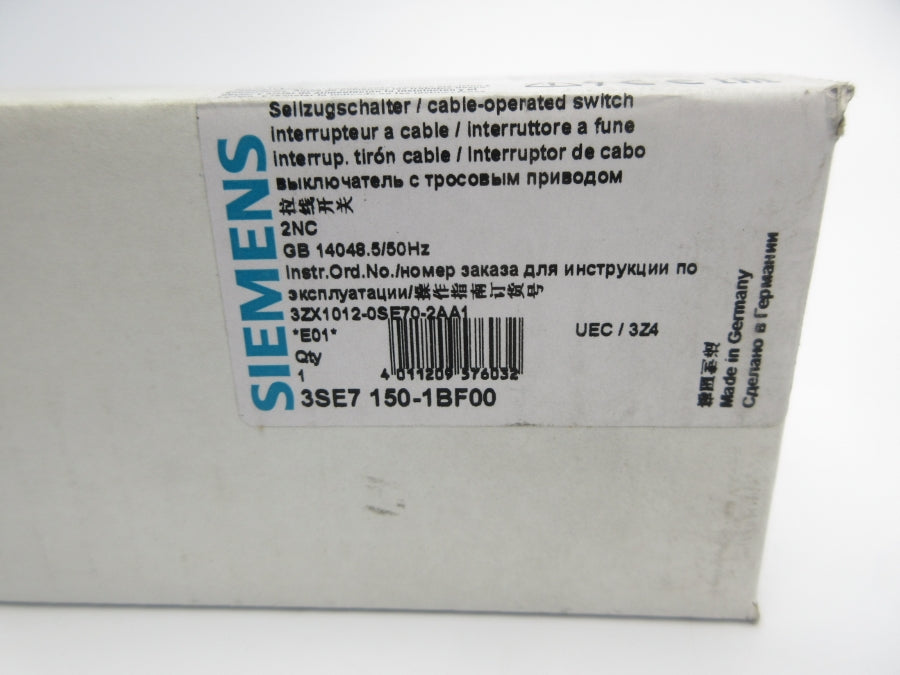 SIEMENS
Seilzugschalter / cable-operated switch
interrupteur a cable / interruttore a fune
interrup. tirón cable / interruptor de cabo
выключатель с тросовым приводом
拉线开关
2NC
GB 14048.5/50Hz
Instr.Ord.No./номер заказа для инструкции по
эксплуатации/操作指南订货号
3ZX1012-0SE70-2AA1
*E01*
UEC / 3Z4
Qty
1
4 011209 576032
3SE7 150-1BF00
德国制造
Made in Germany
Сделано в Германии